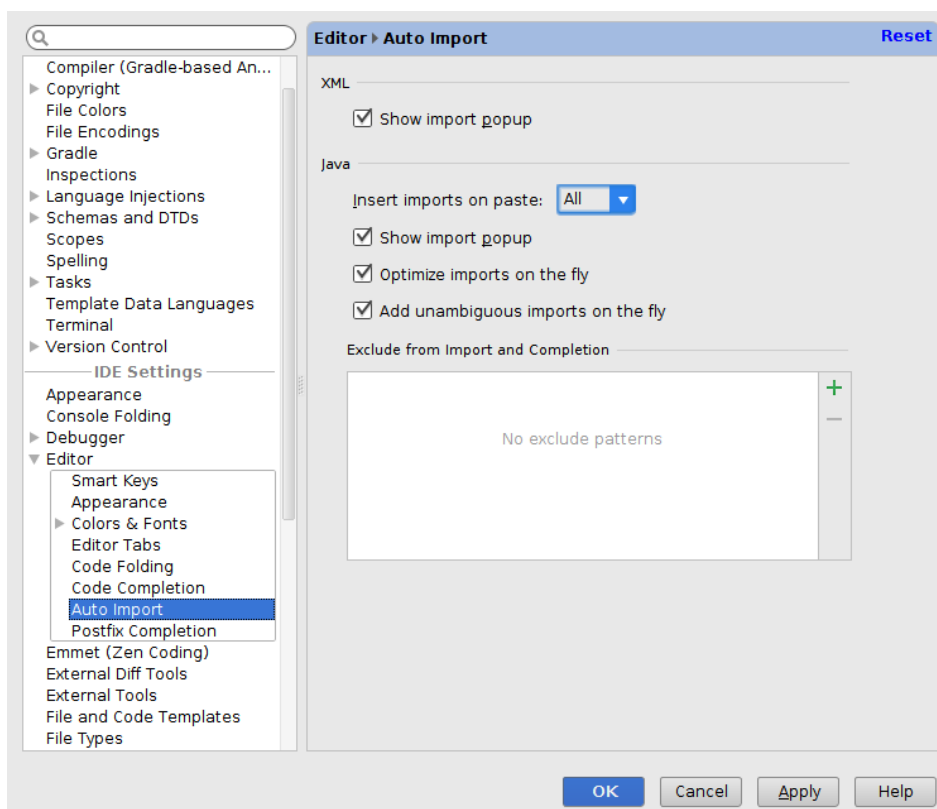 Compiler (Gradle-based An...
Copyright
File Colors
File Encodings
Gradle
Inspections
Language Injections
Schemas and DTDs
Scopes
Spelling
Tasks
Template Data Languages
Terminal
Version Control
IDE Settings
Appearance
Console Folding
Debugger
Editor
Smart Keys
Appearance
Colors & Fonts
Editor Tabs
Code Folding
Code Completion
Auto Import
Postfix Completion
Emmet (Zen Coding)
External Diff Tools
External Tools
File and Code Templates
File Types
Editor ▸ Auto Import Reset
XML
Show import popup
Java
Insert imports on paste: All
Show import popup
Optimize imports on the fly
Add unambiguous imports on the fly
Exclude from Import and Completion
No exclude patterns
OK Cancel Apply Help